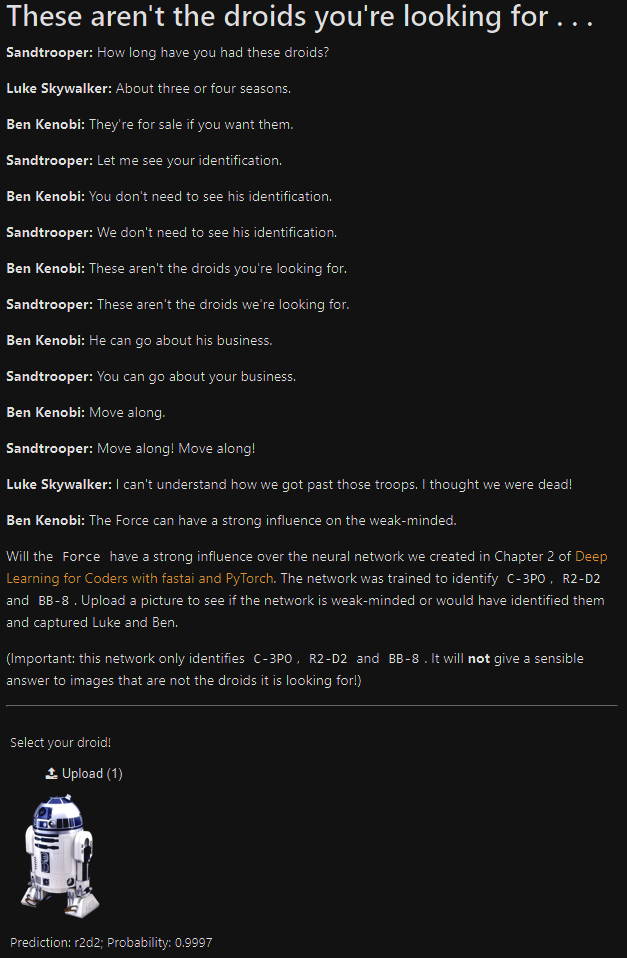 These aren't the droids you're looking for . . .
Sandtrooper: How long have you had these droids?
Luke Skywalker: About three or four seasons.
Ben Kenobi: They're for sale if you want them.
Sandtrooper: Let me see your identification.
Ben Kenobi: You don't need to see his identification.
Sandtrooper: We don't need to see his identification.
Ben Kenobi: These aren't the droids you're looking for.
Sandtrooper: These aren't the droids we're looking for.
Ben Kenobi: He can go about his business.
Sandtrooper: You can go about your business.
Ben Kenobi: Move along.
Sandtrooper: Move along! Move along!
Luke Skywalker: I can't understand how we got past those troops. I thought we were dead!
Ben Kenobi: The Force can have a strong influence on the weak-minded.
Will the Force have a strong influence over the neural network we created in Chapter 2 of Deep
Learning for Coders with fastai and PyTorch. The network was trained to identify C-3PO, R2-D2
and BB-8. Upload a picture to see if the network is weak-minded or would have identified them
and captured Luke and Ben.
(Important: this network only identifies C-3PO, R2-D2 and BB-8. It will not give a sensible
answer to images that are not the droids it is looking for!)
Select your droid!
Upload (1)
Prediction: r2d2; Probability: 0.9997